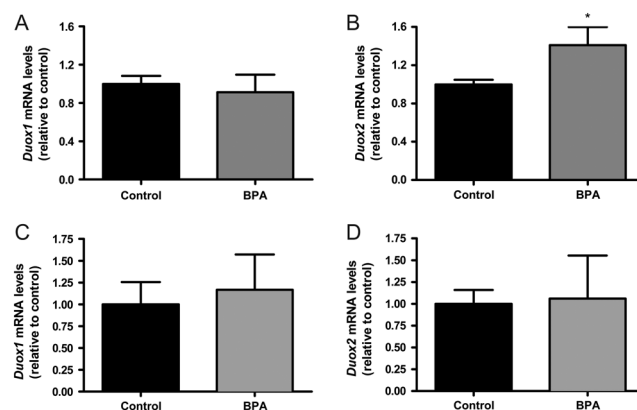 A
Duox1 mRNA levels
(relative to control)
1.6
1.2
0.8
0.4
0.0
Control BPA
B
*
Duox2 mRNA levels
(relative to control)
1.6
1.2
0.8
0.4
0.0
Control BPA
C
Duox1 mRNA levels
(relative to control)
1.75
1.50
1.25
1.00
0.75
0.50
0.25
0.00
Control BPA
D
Duox2 mRNA levels
(relative to control)
1.75
1.50
1.25
1.00
0.75
0.50
0.25
0.00
Control BPA